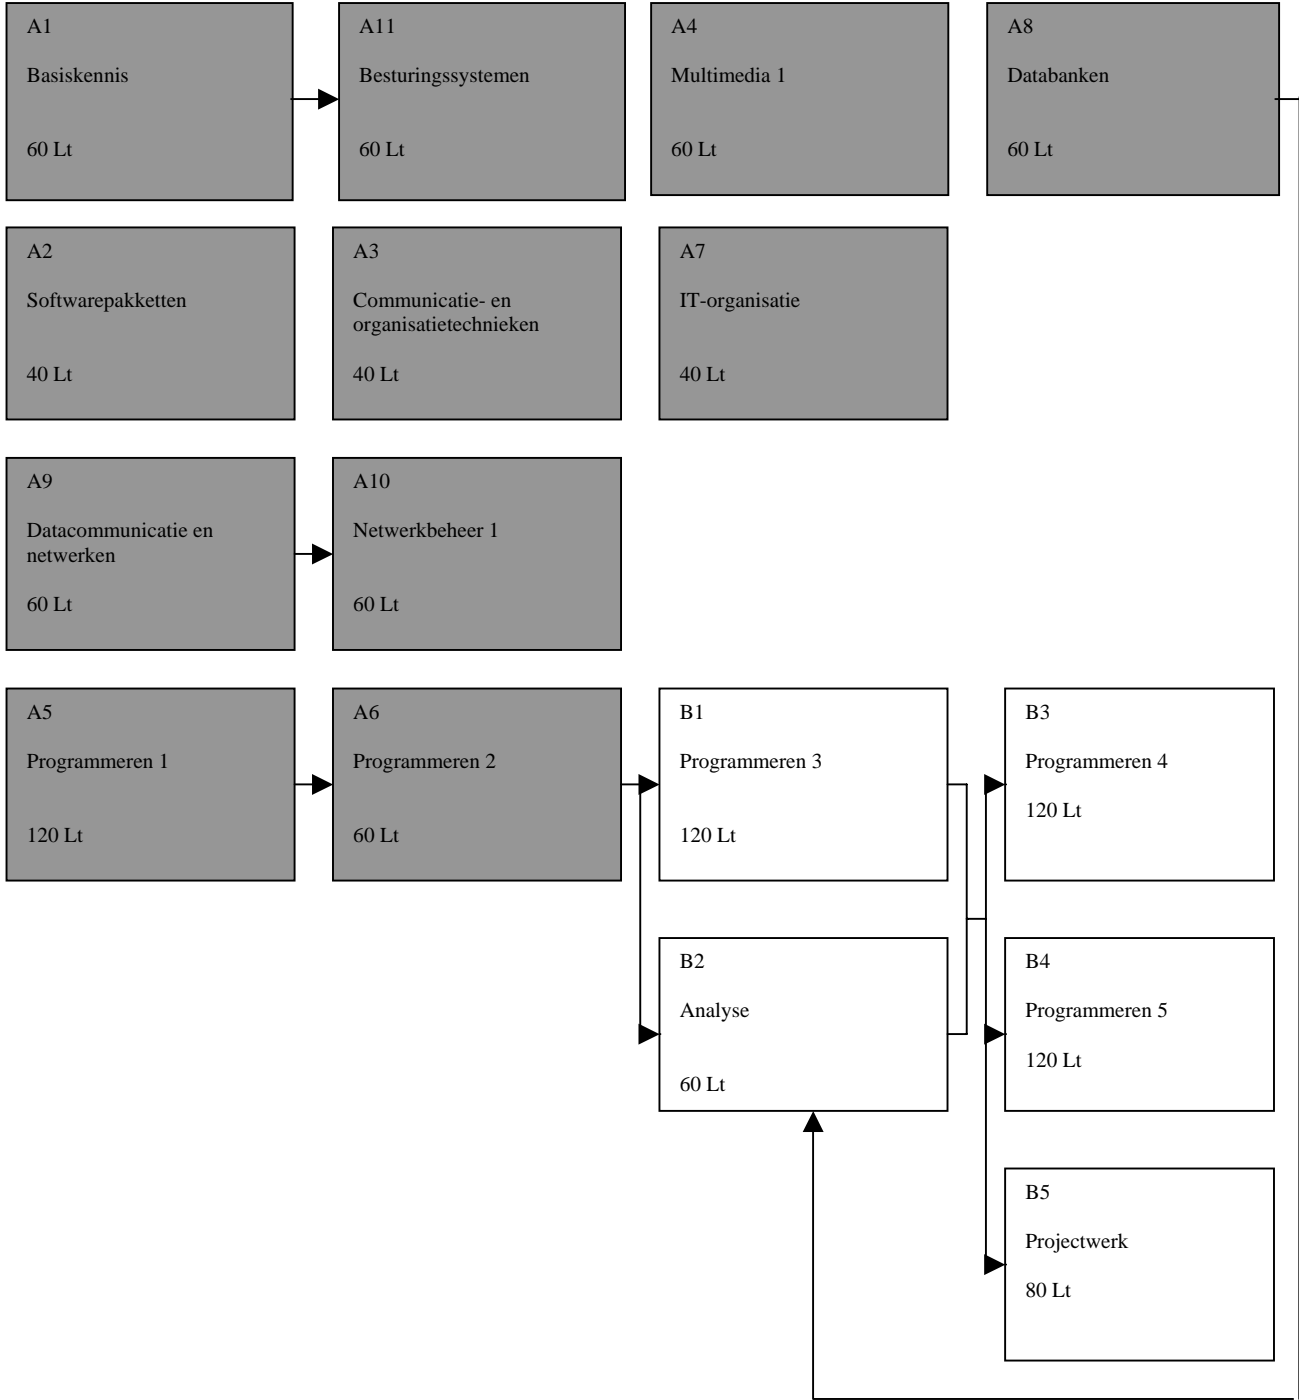 A1
Basiskennis
60 Lt
A11
Besturingssystemen
60 Lt
A4
Multimedia 1
60 Lt
A8
Databanken
60 Lt
A2
Softwarepakketten
40 Lt
A3
Communicatie- en
organisatietechnieken
40 Lt
A7
IT-organisatie
40 Lt
A9
Datacommunicatie en
netwerken
60 Lt
A10
Netwerkbeheer 1
60 Lt
A5
Programmeren 1
120 Lt
A6
Programmeren 2
60 Lt
B1
Programmeren 3
120 Lt
B3
Programmeren 4
120 Lt
B2
Analyse
60 Lt
B4
Programmeren 5
120 Lt
B5
Projectwerk
80 Lt